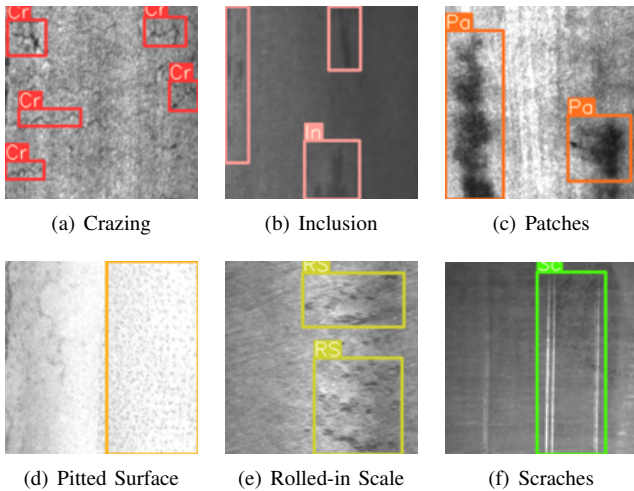 Cr
Cr
Cr
Cr
Cr
(a) Crazing
In
(b) Inclusion
Pa
Pa
(c) Patches
(d) Pitted Surface
RS
RS
(e) Rolled-in Scale
Sc
(f) Scraches